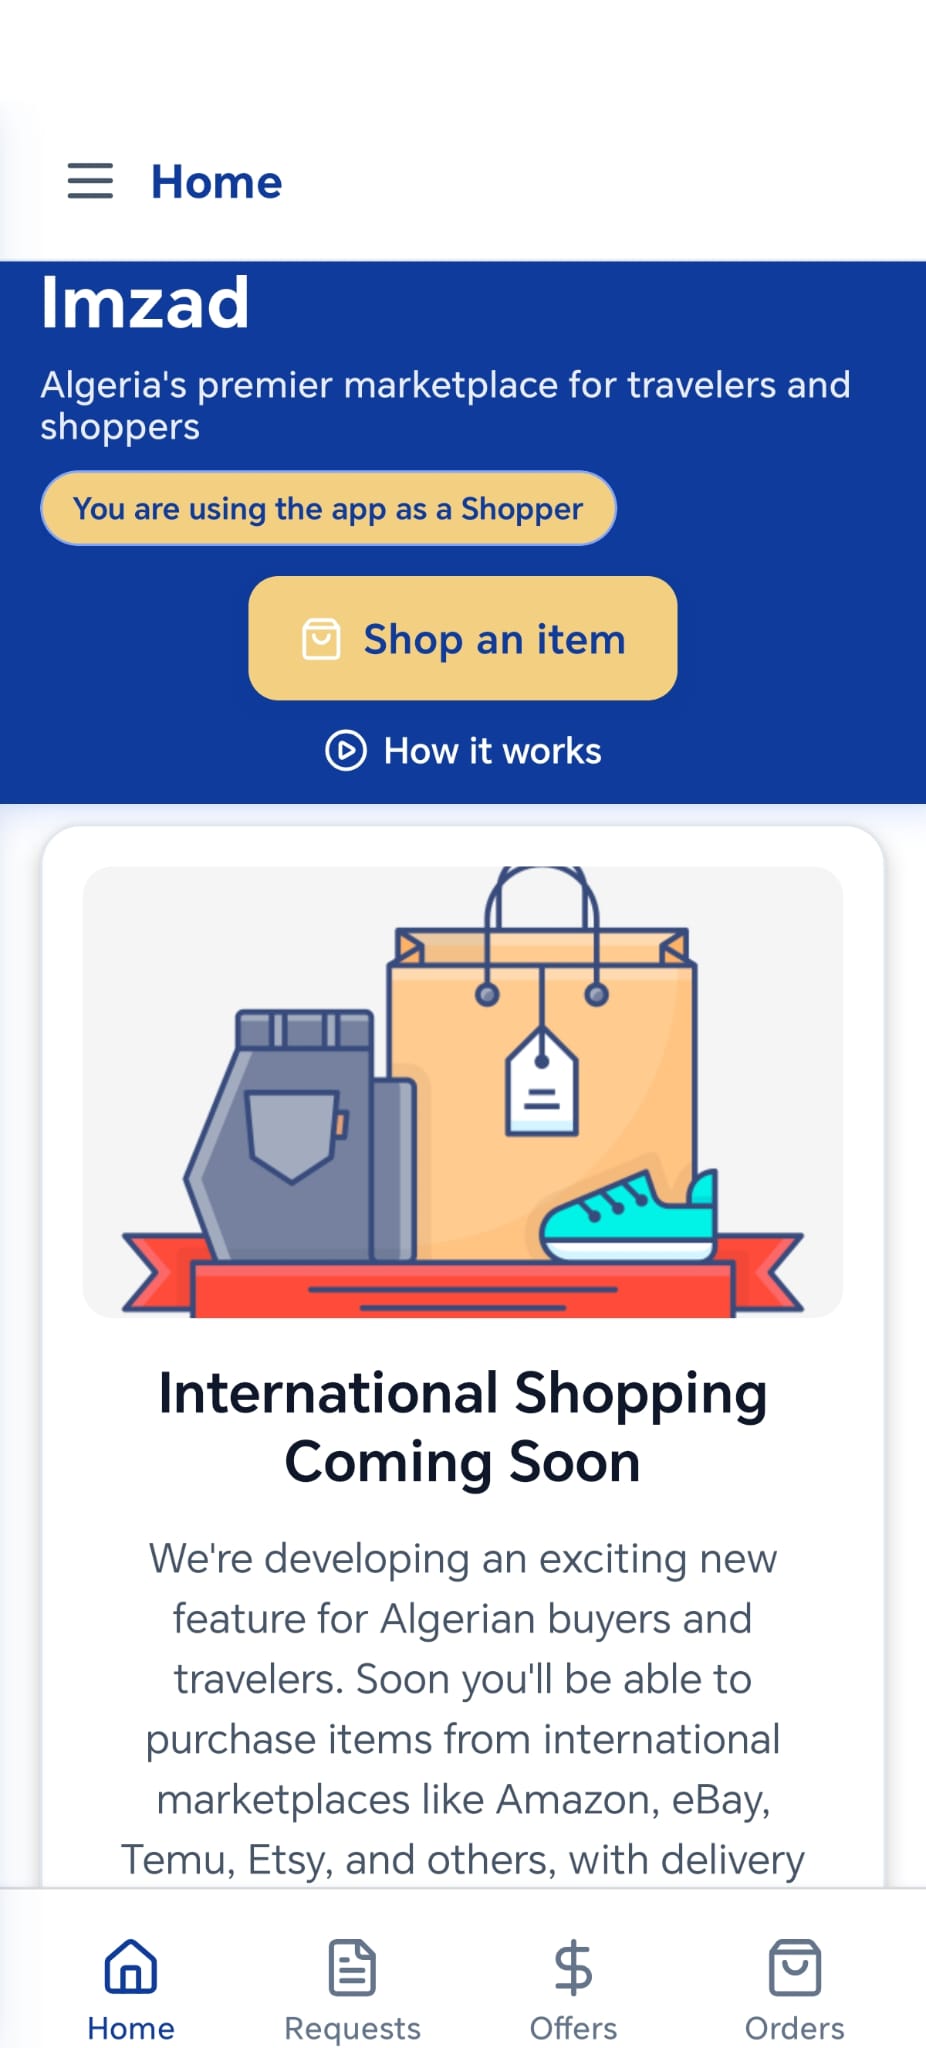 Home
Imzad
Algeria's premier marketplace for travelers and
shoppers
You are using the app as a Shopper
Shop an item
How it works
International Shopping
Coming Soon
We're developing an exciting new
feature for Algerian buyers and
travelers. Soon you'll be able to
purchase items from international
marketplaces like Amazon, eBay,
Temu, Etsy, and others, with delivery
Home
Requests
Offers
Orders